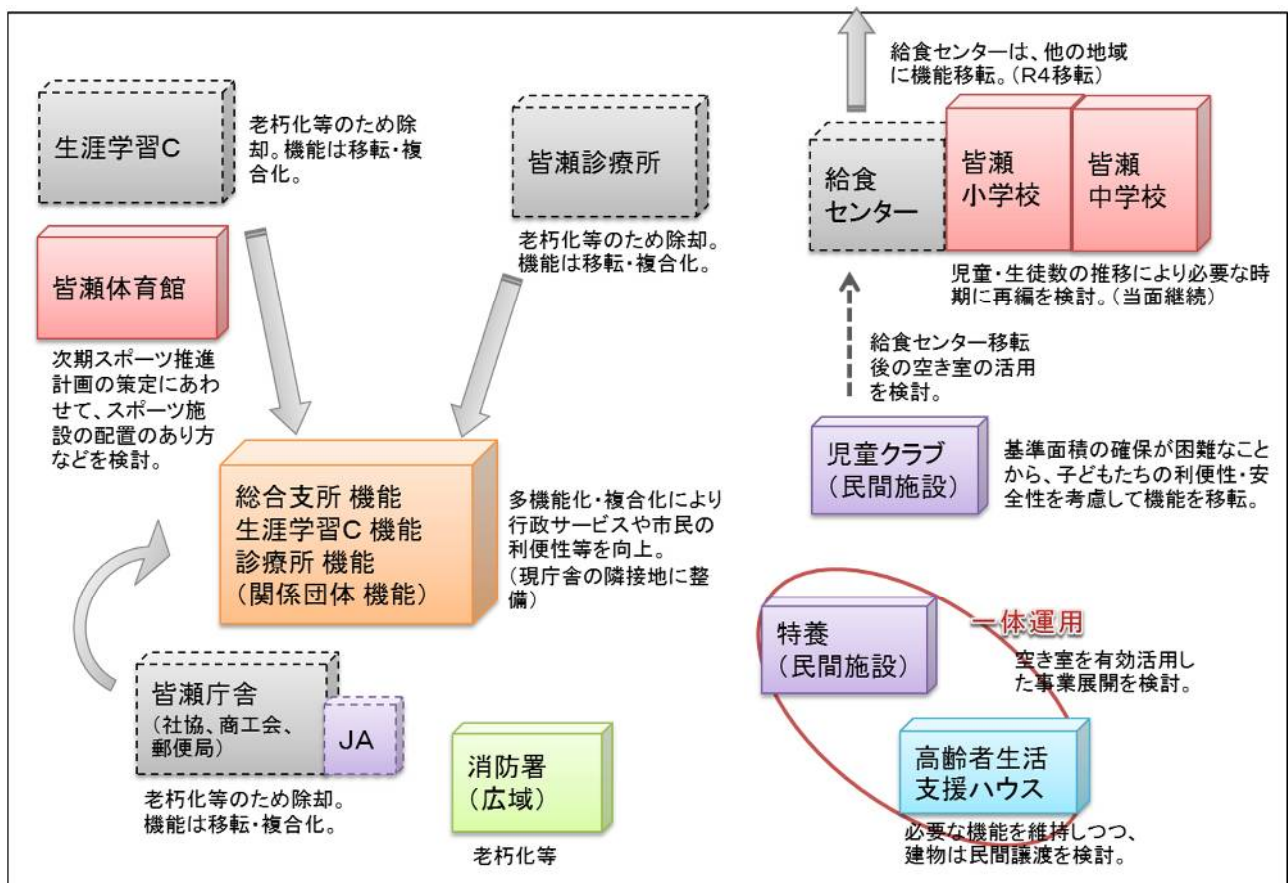 生涯学習C
老朽化等のため除
却。機能は移転・複
合化。
皆瀬体育館
次期スポーツ推進
計画の策定にあわ
せて、スポーツ施
設の配置のあり方
などを検討。
皆瀬診療所
老朽化等のため除却。
機能は移転・複合化。
総合支所 機能
生涯学習C 機能
診療所 機能
(関係団体 機能)
多機能化・複合化により
行政サービスや市民の
利便性等を向上。
(現庁舎の隣接地に整
備)
皆瀬庁舎
(社協、商工会、
郵便局)
JA
老朽化等のため除却。
機能は移転・複合化。
消防署
(広域)
老朽化等
給食センターは、他の地域
に機能移転。(R4移転)
給食
センター
皆瀬
小学校
皆瀬
中学校
児童・生徒数の推移により必要な時
期に再編を検討。(当面継続)
給食センター移転
後の空き室の活用
を検討。
児童クラブ
(民間施設)
基準面積の確保が困難なこと
から、子どもたちの利便性・安
全性を考慮して機能を移転。
特養
(民間施設)
一体運用
空き室を有効活用し
た事業展開を検討。
高齢者生活
支援ハウス
必要な機能を維持しつつ、
建物は民間譲渡を検討。